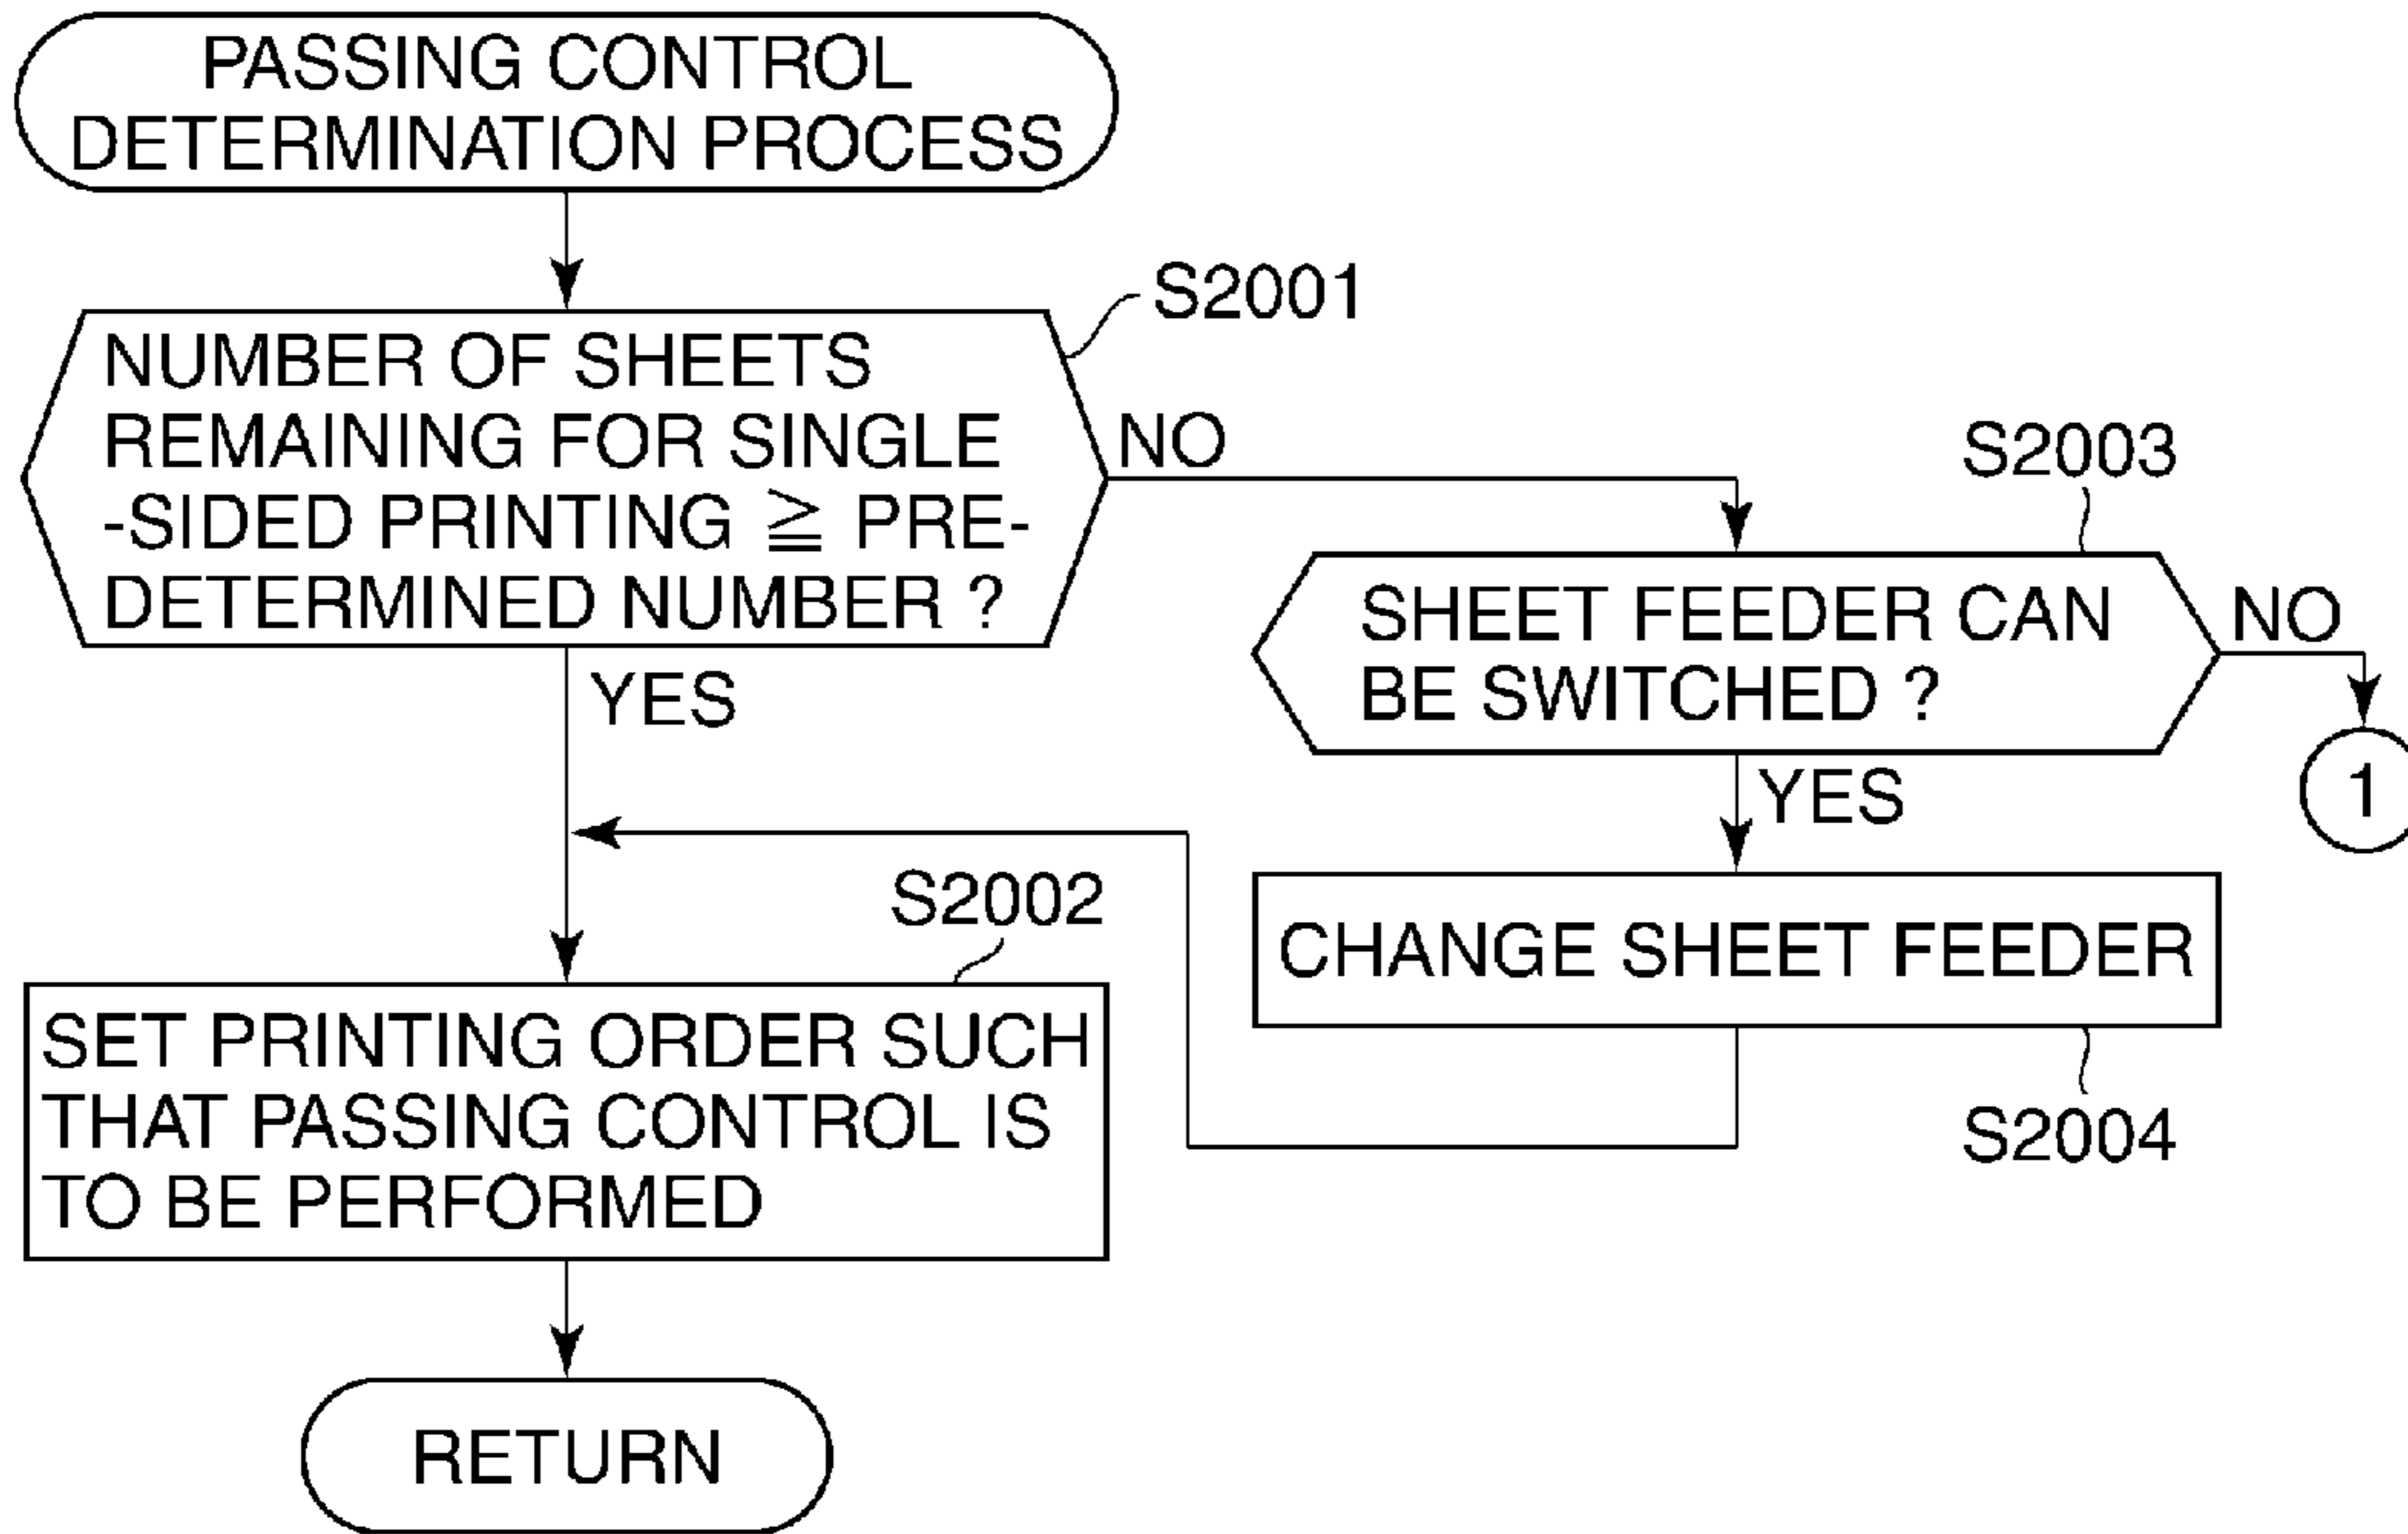 PASSING CONTROL
DETERMINATION PROCESS
S2001
NUMBER OF SHEETS
REMAINING FOR SINGLE
-SIDED PRINTING ≧ PRE-
DETERMINED NUMBER ?
NO
YES
S2003
SHEET FEEDER CAN
BE SWITCHED ?
NO
1
YES
CHANGE SHEET FEEDER
S2004
S2002
SET PRINTING ORDER SUCH
THAT PASSING CONTROL IS
TO BE PERFORMED
RETURN